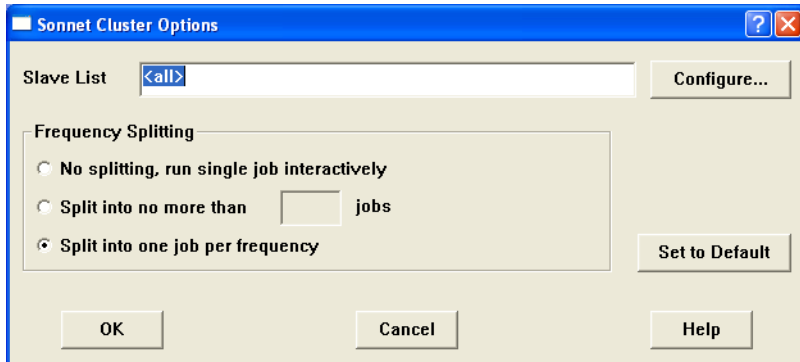 Sonnet Cluster Options
?
Slave List <all> Configure...
Frequency Splitting
No splitting, run single job interactively
Split into no more than jobs
Split into one job per frequency
Set to Default
OK Cancel Help